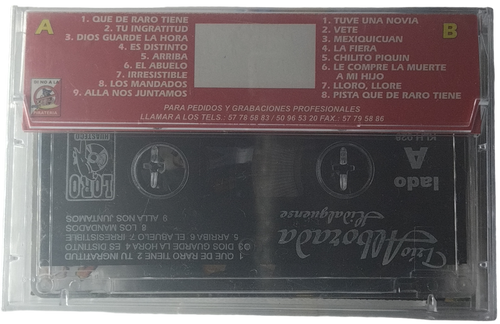 A
1. QUE DE RARO TIENE
2. TU INGRATITUD
3. DIOS GUARDE LA HORA
4. ES DISTINTO
5. ARRIBA
6. EL ABUELO
7. IRRESISTIBLE
8. LOS MANDADOS
9. ALLA NOS JUNTAMOS
B
1. TUVE UNA NOVIA
2. VETE
3. MEXIQUICUAN
4. LA FIERA
5. CHILITO PIQUIN
6. LE COMPRE LA MUERTE
A MI HIJO
7. LLORO, LLORE
8. PISTA QUE DE RARO TIENE
PARA PEDIDOS Y GRABACIONES PROFESIONALES
LLAMAR A LOS TELS.: 57 78 58 83 / 50 96 53 20 FAX.: 57 79 58 86
Trio Alborada
Hidalguense
lado
A
LORO
HUASTECO
1 QUE DE RARO TIENE 2 TU INGRATITUD
3 DIOS GUARDE LA HORA 4 ES DISTINTO
5 ARRIBA 6 EL ABUELO 7 IRRESISTIBLE
8 LOS MANDADOS
9 ALLA NOS JUNTAMOS